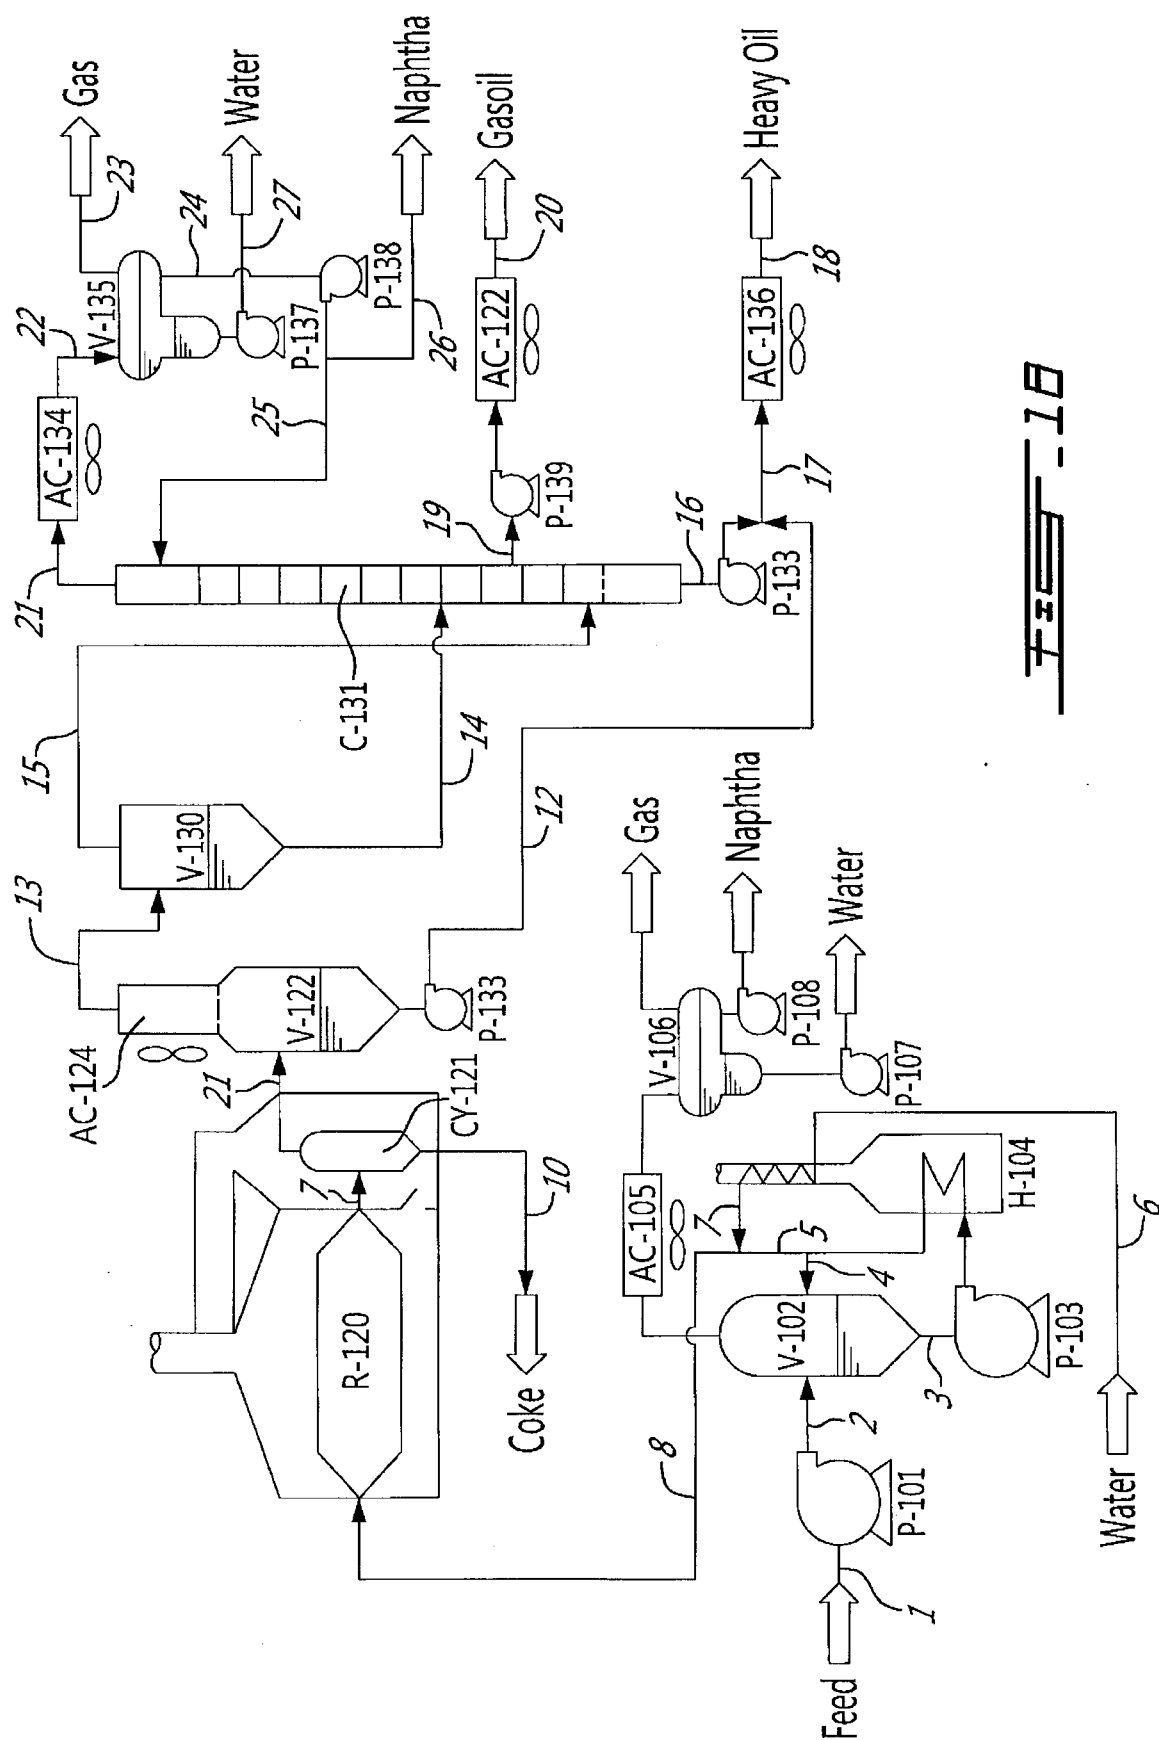 Gas
23
22
V-135
24
Water
27
AC-134
21
P-137
P-138
Naphtha
26
25
Gasoil
20
AC-122
P-139
19
Heavy Oil
18
AC-136
17
16
P-133
C-131
15
14
V-130
13
12
AC-124
V-122
P-133
21
CY-121
7
10
R-120
Coke
Gas
Naphtha
Water
V-106
P-108
P-107
AC-105
7
5
4
H-104
6
V-102
3
P-103
8
2
P-101
1
Feed
Water
Fig. - 1B